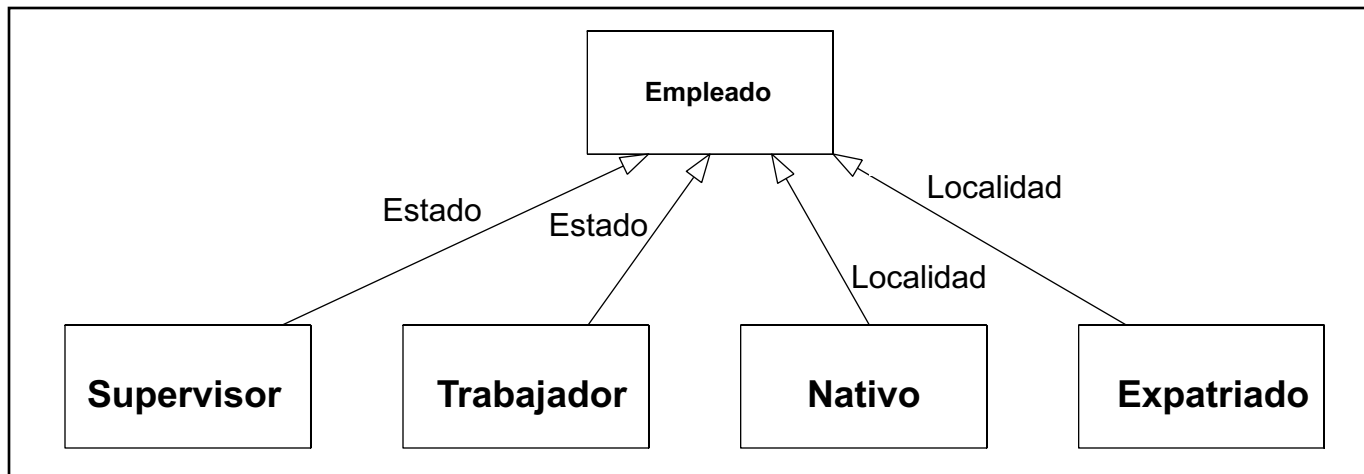 Empleado
Localidad
Estado
Estado
Localidad
Supervisor
Trabajador
Nativo
Expatriado